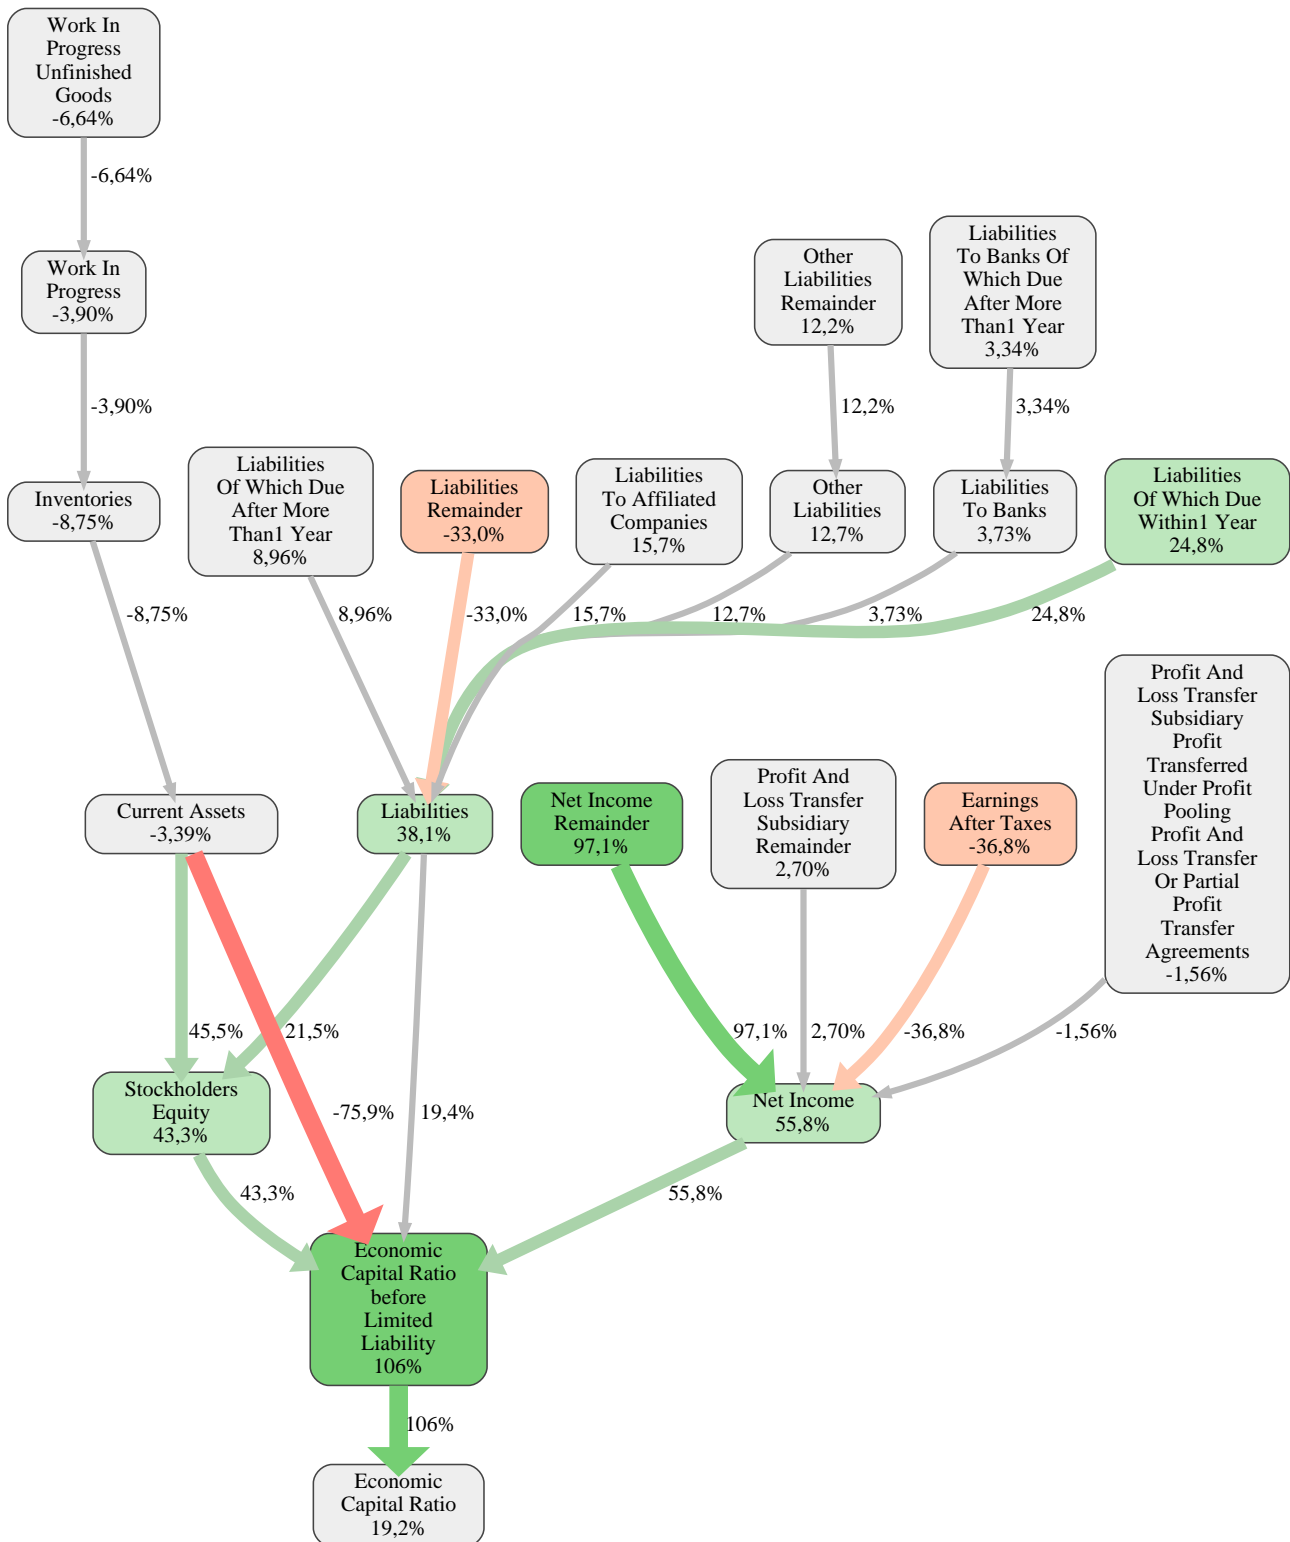 Work In
Progress
Unfinished
Goods
-6,64%
-6,64%
Work In
Progress
-3,90%
Other
Liabilities
Remainder
12,2%
Liabilities
To Banks Of
Which Due
After More
Than1 Year
3,34%
-3,90%
12,2%
3,34%
Inventories
-8,75%
Liabilities
Of Which Due
After More
Than1 Year
8,96%
Liabilities
Remainder
-33,0%
Liabilities
To Affiliated
Companies
15,7%
Other
Liabilities
12,7%
Liabilities
To Banks
3,73%
Liabilities
Of Which Due
Within1 Year
24,8%
-8,75%
8,96%
-33,0%
15,7%
12,7%
3,73%
24,8%
Profit And
Loss Transfer
Subsidiary
Profit
Transferred
Under Profit
Pooling
Profit And
Loss Transfer
Or Partial
Profit
Transfer
Agreements
-1,56%
Current Assets
-3,39%
Liabilities
38,1%
Net Income
Remainder
97,1%
Profit And
Loss Transfer
Subsidiary
Remainder
2,70%
Earnings
After Taxes
-36,8%
45,5%
21,5%
97,1%
2,70%
-36,8%
-1,56%
Stockholders
Equity
43,3%
-75,9%
19,4%
Net Income
55,8%
43,3%
55,8%
Economic
Capital Ratio
before
Limited
Liability
106%
106%
Economic
Capital Ratio
19,2%